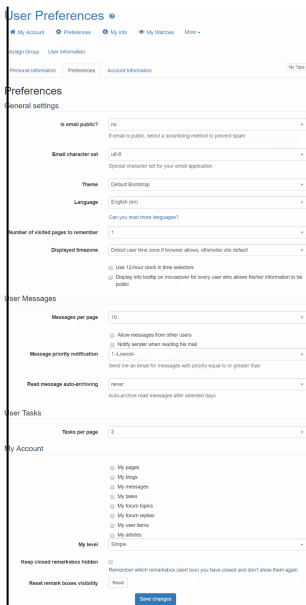 User Preferences
My Account Preferences My Info My Watches More
Assign Group User Information
Personal Information Preferences Account Information No Tabs
Preferences
General settings
Is email public? no
If email is public, select a scrambling method to prevent spam
Email character set utf-8
Special character set for your email application
Theme Default Bootstrap
Language English (en)
Can you read more languages?
Number of visited pages to remember 1
Displayed timezone Detect user time zone if browser allows, otherwise site default
Use 12-hour clock in time selectors
Display info tooltip on mouseover for every user who allows his/her information to be
public
User Messages
Messages per page 10
Allow messages from other users
Notify sender when reading his mail
Message priority notification 1 -Lowest-
Send me an email for messages with priority equal to or greater than
Read message auto-archiving never
Auto-archive read messages after selected days
User Tasks
Tasks per page 2
My Account
My pages
My blogs
My messages
My tasks
My forum topics
My forum replies
My user items
My articles
My level Simple
Keep closed remarksbox hidden
Remember which remarksbox (alert box) you have closed and don't show them again.
Reset remark boxes visibility Reset
Save changes